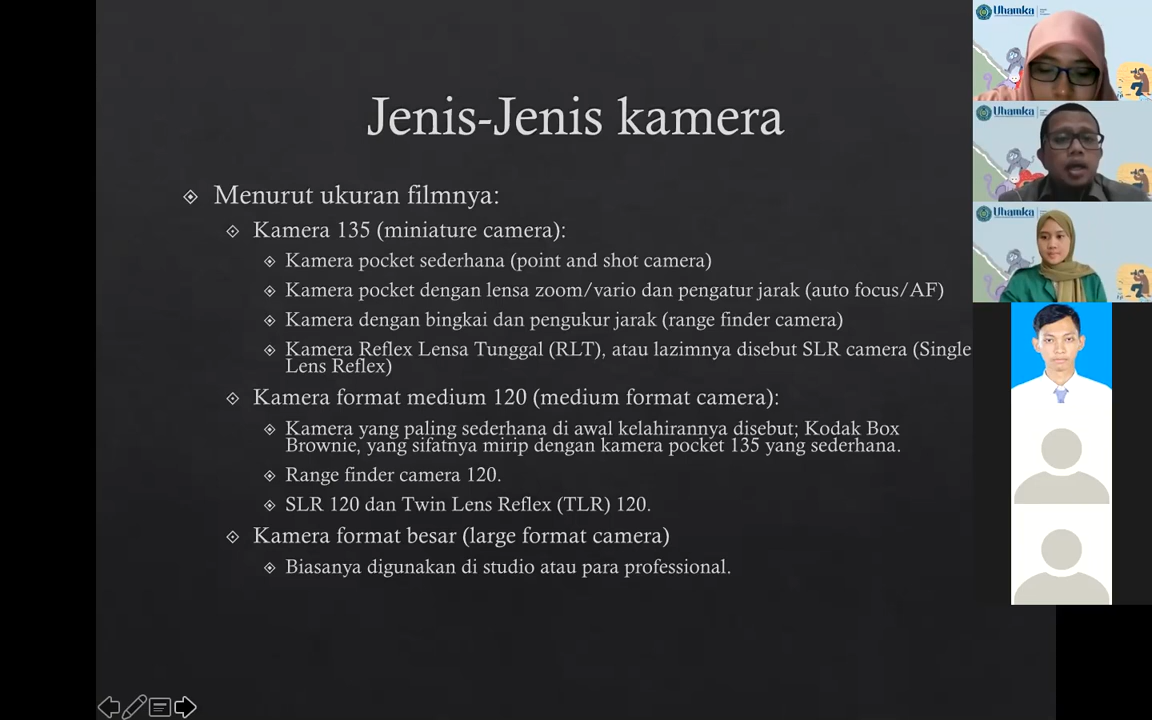 Jenis-Jenis kamera
Menurut ukuran filmnya:
Kamera 135 (miniature camera):
Kamera pocket sederhana (point and shot camera)
Kamera pocket dengan lensa zoom/vario dan pengatur jarak (auto focus/AF)
Kamera dengan bingkai dan pengukur jarak (range finder camera)
Kamera Reflex Lensa Tunggal (RLT), atau lazimnya disebut SLR camera (Single
Lens Reflex)
Kamera format medium 120 (medium format camera):
Kamera yang paling sederhana di awal kelahirannya disebut; Kodak Box
Brownie, yang sifatnya mirip dengan kamera pocket 135 yang sederhana.
Range finder camera 120.
SLR 120 dan Twin Lens Reflex (TLR) 120.
Kamera format besar (large format camera)
Biasanya digunakan di studio atau para professional.
Uhamka
Uhamka
Uhamka